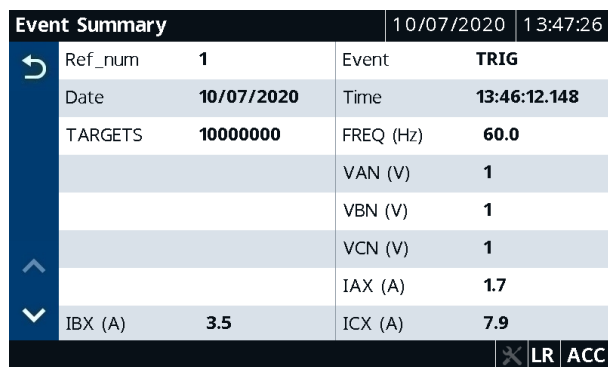 Event Summary 10/07/2020 13:47:26
Ref_num 1 Event TRIG
Date 10/07/2020 Time 13:46:12.148
TARGETS 10000000 FREQ (Hz) 60.0
VAN (V) 1
VBN (V) 1
VCN (V) 1
IAX (A) 1.7
IBX (A) 3.5 ICX (A) 7.9
LR ACC